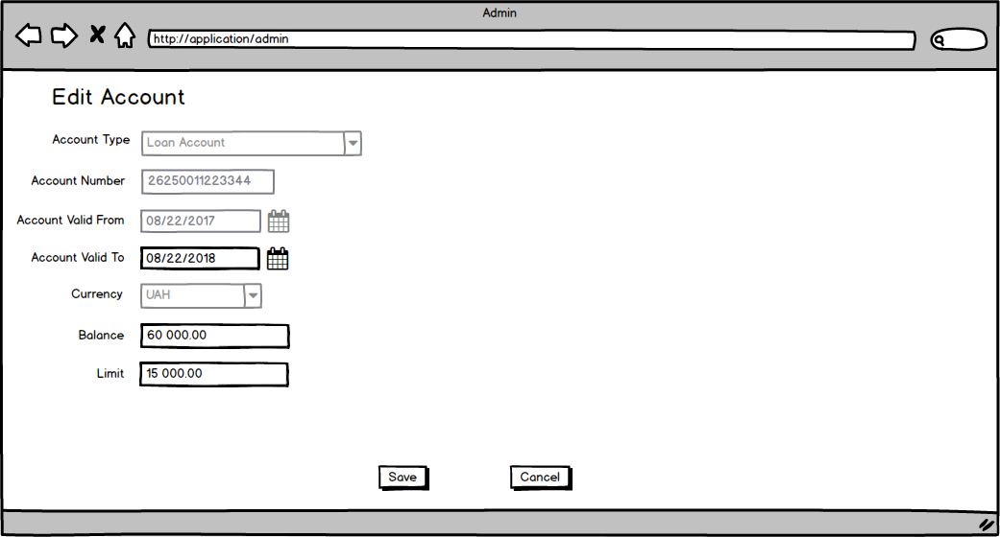 Admin
http://application/admin
Edit Account
Account Type Loan Account
Account Number 26250011223344
Account Valid From 08/22/2017
Account Valid To 08/22/2018
Currency UAH
Balance 60 000.00
Limit 15 000.00
Save Cancel